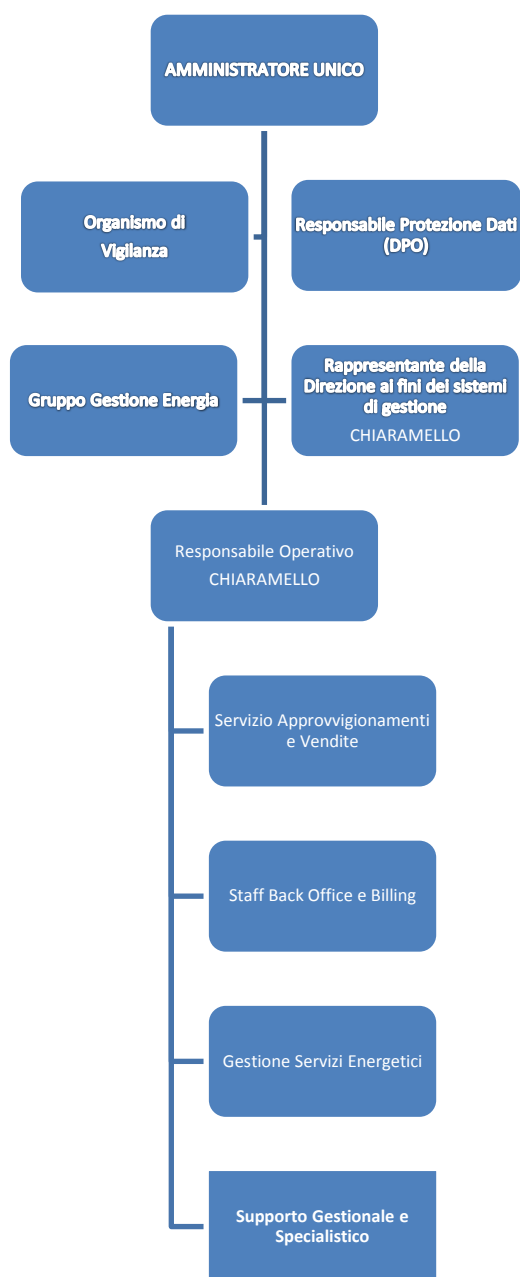 AMMINISTRATORE UNICO
Organismo di
Vigilanza
Responsabile Protezione Dati
(DPO)
Gruppo Gestione Energia
Rappresentante della
Direzione ai fini dei sistemi
di gestione
CHIARAMELLO
Responsabile Operativo
CHIARAMELLO
Servizio Approvvigionamenti
e Vendite
Staff Back Office e Billing
Gestione Servizi Energetici
Supporto Gestionale e
Specialistico